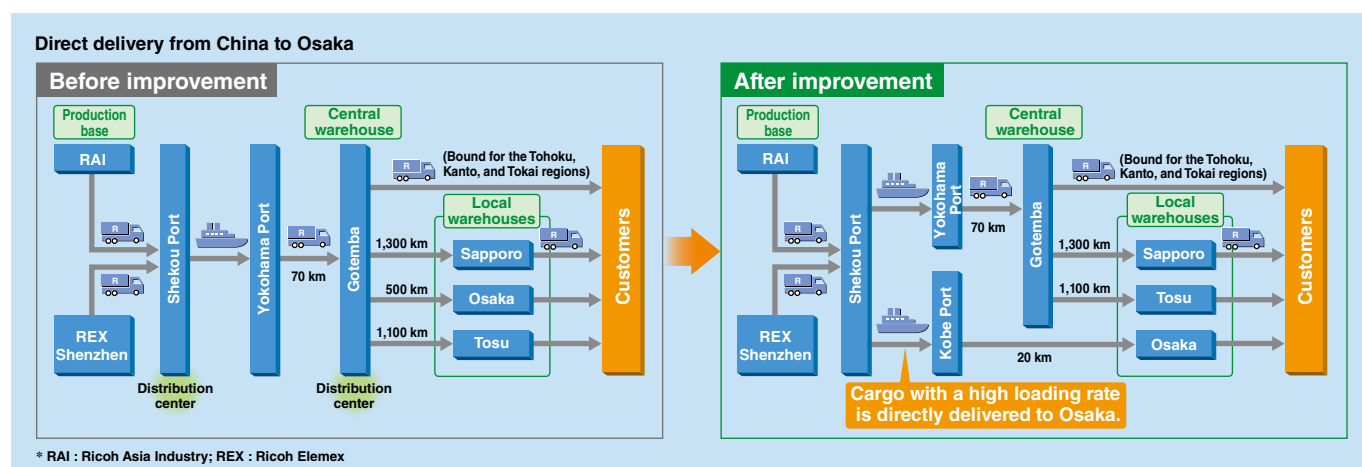 Direct delivery from China to Osaka
Before improvement
Production
base
Central
warehouse
RAI
REX
Shenzhen
R
R
Shekou Port
Distribution
center
Yokohama Port
R
70 km
Gotemba
Distribution
center
R
(Bound for the Tohoku,
Kanto, and Tokai regions)
Local
warehouses
R
1,300 km
Sapporo
500 km
Osaka
1,100 km
Tosu
Customers
After improvement
Production
base
Central
warehouse
RAI
REX
Shenzhen
R
R
Shekou Port
Yokohama
Port
R
70 km
Gotemba
R
(Bound for the Tohoku,
Kanto, and Tokai regions)
Local
warehouses
R
1,300 km
Sapporo
1,100 km
Tosu
Kobe Port
20 km
Osaka
Customers
Cargo with a high loading rate
is directly delivered to Osaka.
* RAI : Ricoh Asia Industry; REX : Ricoh Elemex